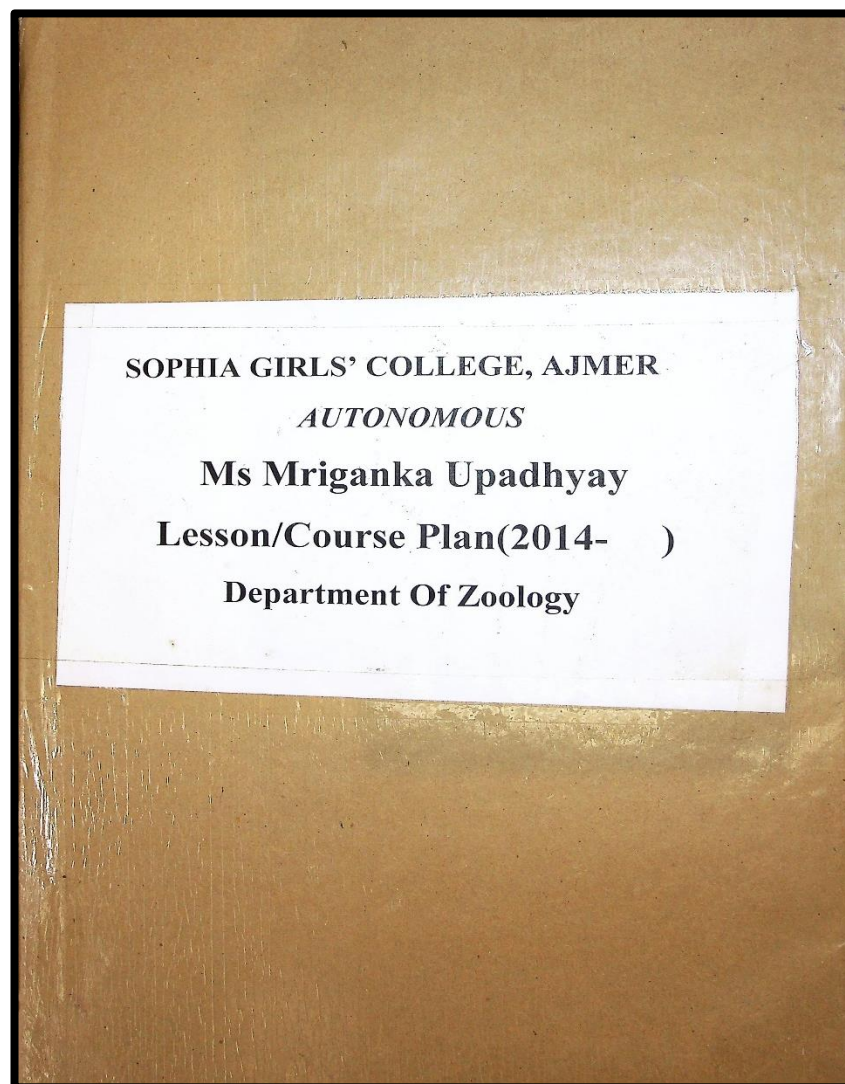 SOPHIA GIRLS’ COLLEGE, AJMER
AUTONOMOUS
Ms Mriganka Upadhyay
Lesson/Course Plan(2014- )
Department Of Zoology